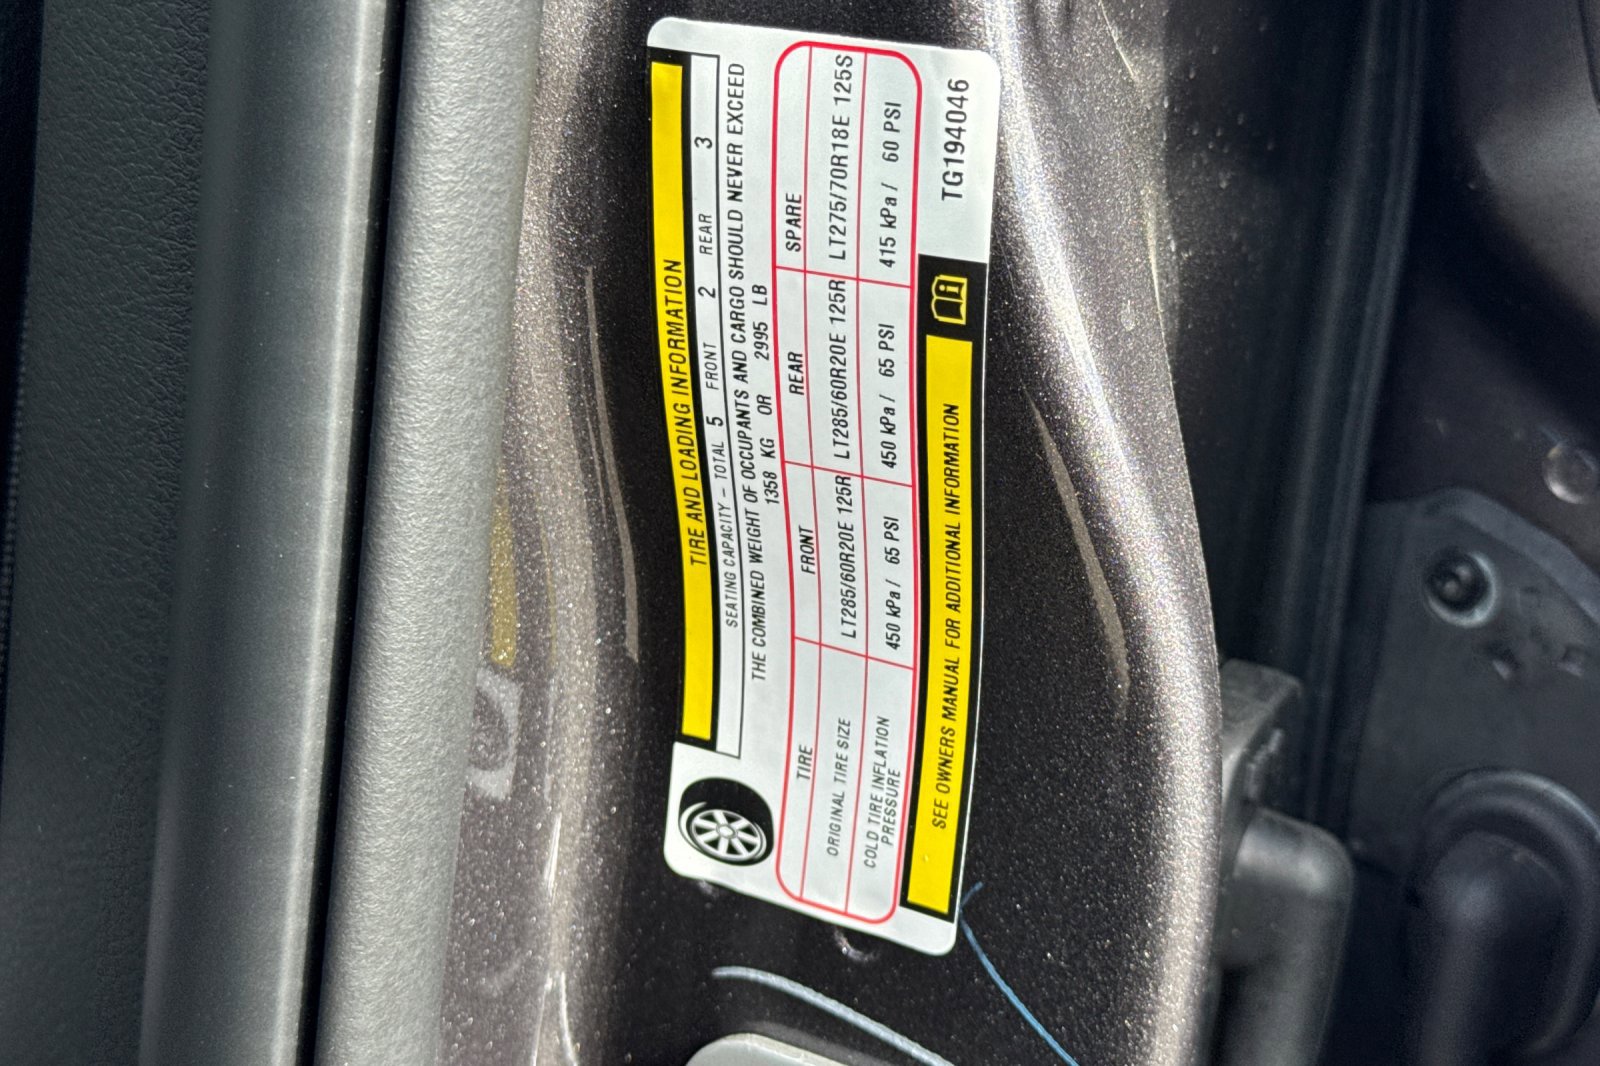 TIRE AND LOADING INFORMATION
SEATING CAPACITY – TOTAL 5 FRONT 2 REAR 3
THE COMBINED WEIGHT OF OCCUPANTS AND CARGO SHOULD NEVER EXCEED
1358 KG OR 2995 LB
TIRE FRONT REAR SPARE
ORIGINAL TIRE SIZE LT285/60R20E 125R LT285/60R20E 125R LT275/70R18E 125S
COLD TIRE INFLATION
PRESSURE 450 kPa / 65 PSI 450 kPa / 65 PSI 415 kPa / 60 PSI
SEE OWNERS MANUAL FOR ADDITIONAL INFORMATION
TG194046